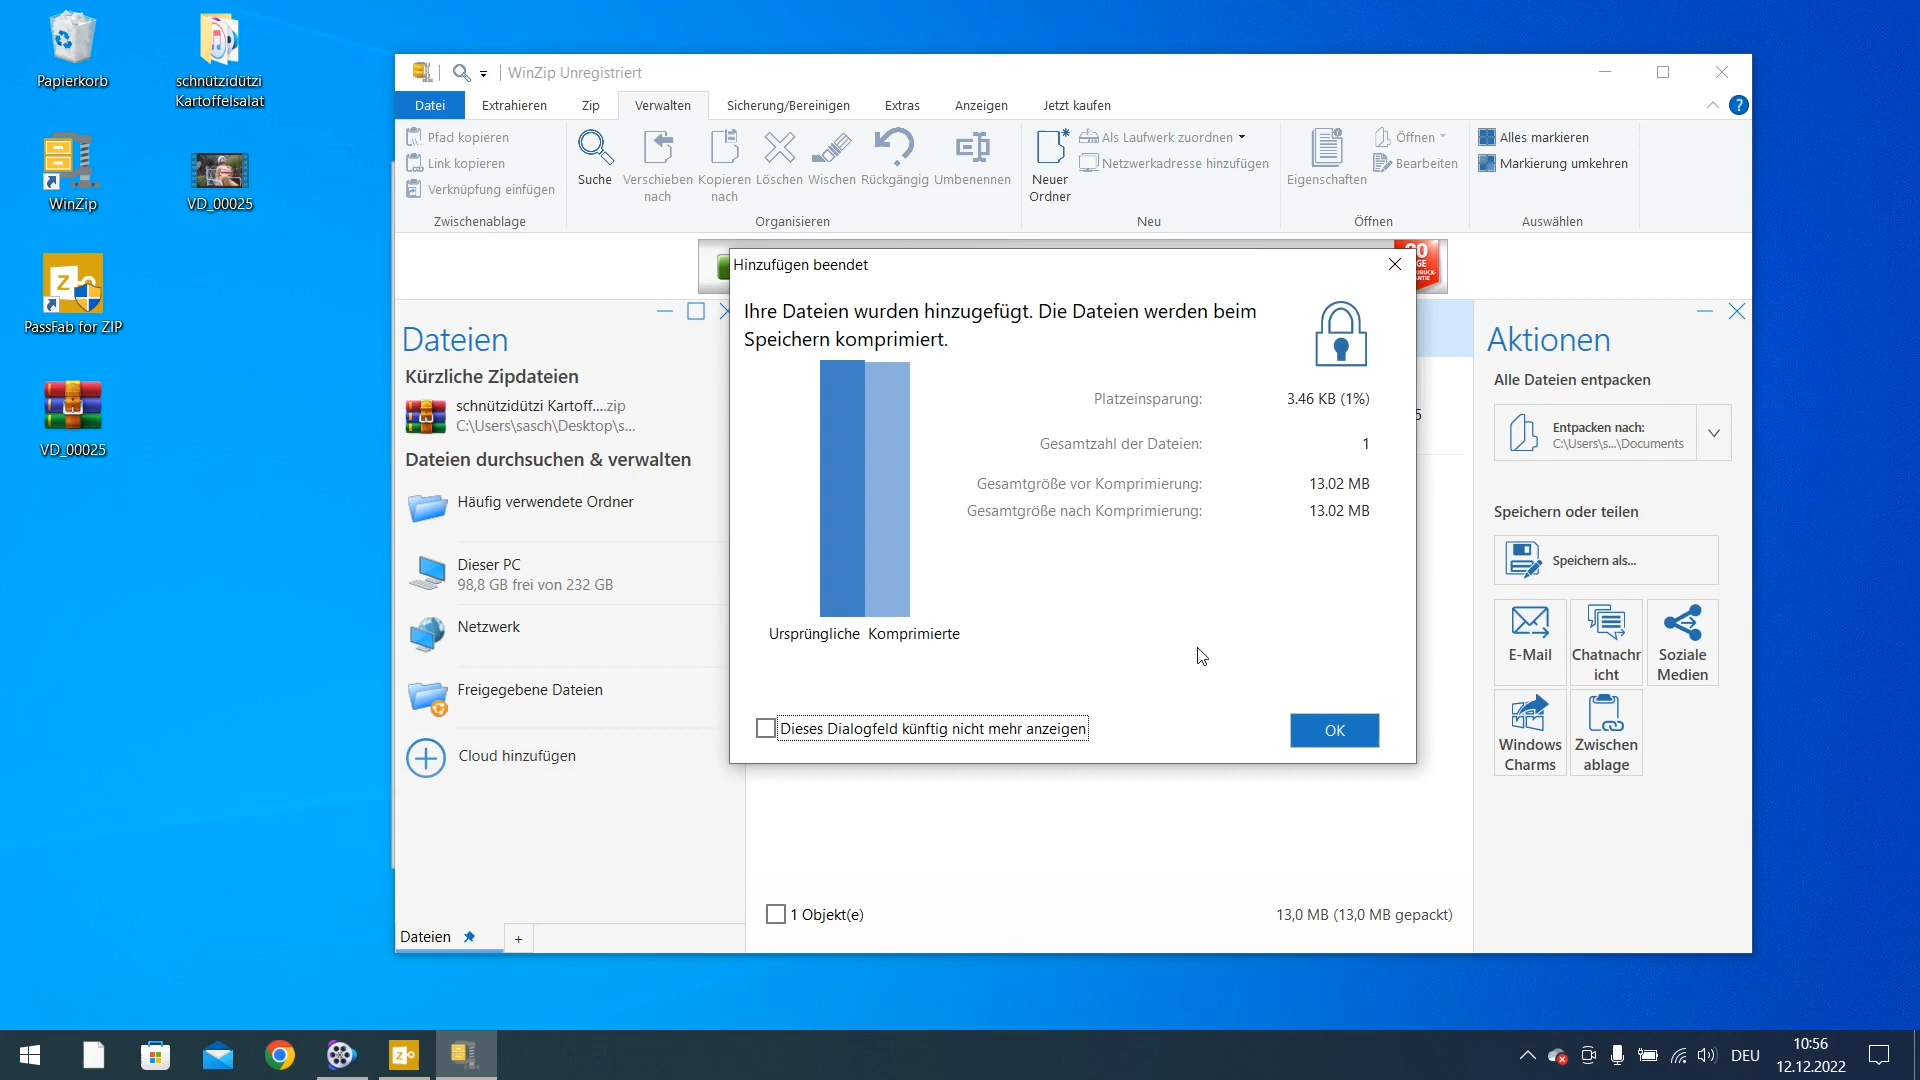 Papierkorb
schnützidützi
Kartoffelsalat
WinZip
VD_00025
PassFab for ZIP
VD_00025
WinZip Unregistriert
Datei Extrahieren Zip Verwalten Sicherung/Bereinigen Extras Anzeigen Jetzt kaufen
?
Pfad kopieren
Link kopieren
Verknüpfung einfügen
Zwischenablage
Suche
Verschieben
nach
Kopieren
nach
Löschen
Wischen
Rückgängig
Umbenennen
Organisieren
Neuer
Ordner
Als Laufwerk zuordnen
Netzwerkadresse hinzufügen
Neu
Eigenschaften
Öffnen
Bearbeiten
Öffnen
Alles markieren
Markierung umkehren
Auswählen
Dateien
Kürzliche Zipdateien
schnützidützi Kartoff....zip
C:\Users\sasch\Desktop\s...
Dateien durchsuchen & verwalten
Häufig verwendete Ordner
Dieser PC
98,8 GB frei von 232 GB
Netzwerk
Freigegebene Dateien
Cloud hinzufügen
Dateien
+
Hinzufügen beendet
Ihre Dateien wurden hinzugefügt. Die Dateien werden beim
Speichern komprimiert.
Platzeinsparung: 3.46 KB (1%)
Gesamtzahl der Dateien: 1
Gesamtgröße vor Komprimierung: 13.02 MB
Gesamtgröße nach Komprimierung: 13.02 MB
Ursprüngliche Komprimierte
Dieses Dialogfeld künftig nicht mehr anzeigen
OK
5
1 Objekt(e)
13,0 MB (13,0 MB gepackt)
Aktionen
Alle Dateien entpacken
Entpacken nach:
C:\Users\s...\Documents
Speichern oder teilen
Speichern als...
E-Mail
Chatnachr
icht
Soziale
Medien
Windows
Charms
Zwischen
ablage
DEU
10:56
12.12.2022